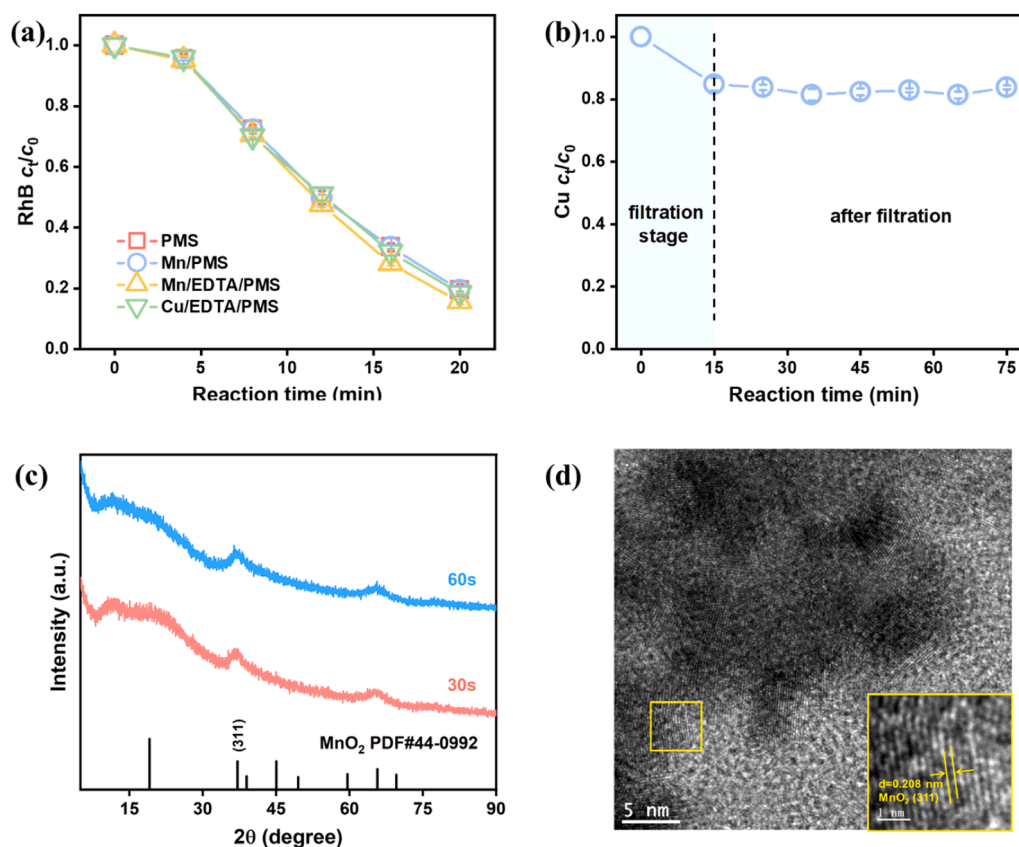 (a)
RhB cₜ/c₀
1.0
0.8
0.6
0.4
0.2
0.0
PMS
Mn/PMS
Mn/EDTA/PMS
Cu/EDTA/PMS
0 5 10 15 20
Reaction time (min)
(b)
Cu cₜ/c₀
1.0
0.8
0.6
0.4
0.2
0.0
filtration
stage
after filtration
0 15 30 45 60 75
Reaction time (min)
(c)
Intensity (a.u.)
60s
30s
(311)
MnO₂ PDF#44-0992
15 30 45 60 75 90
2θ (degree)
(d)
5 nm
d=0.208 nm
MnO₂ (311)
1 nm